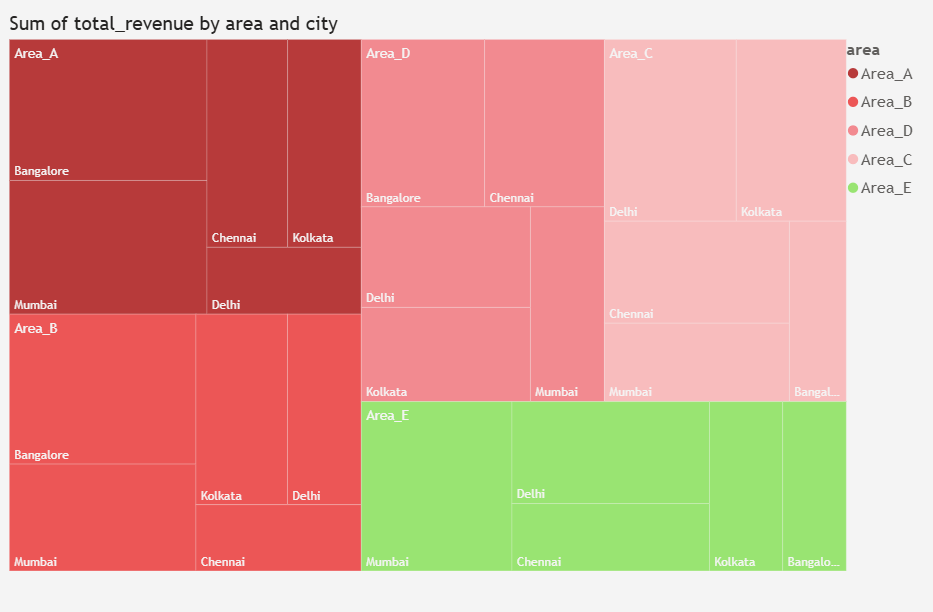 Sum of total_revenue by area and city
Area_A
Bangalore
Mumbai
Chennai
Kolkata
Delhi
Area_B
Bangalore
Mumbai
Kolkata
Delhi
Chennai
Area_D
Bangalore
Chennai
Delhi
Kolkata
Mumbai
Area_C
Delhi
Kolkata
Chennai
Mumbai
Bangal...
Area_E
Mumbai
Delhi
Chennai
Kolkata
Bangalo...
area
Area_A
Area_B
Area_D
Area_C
Area_E